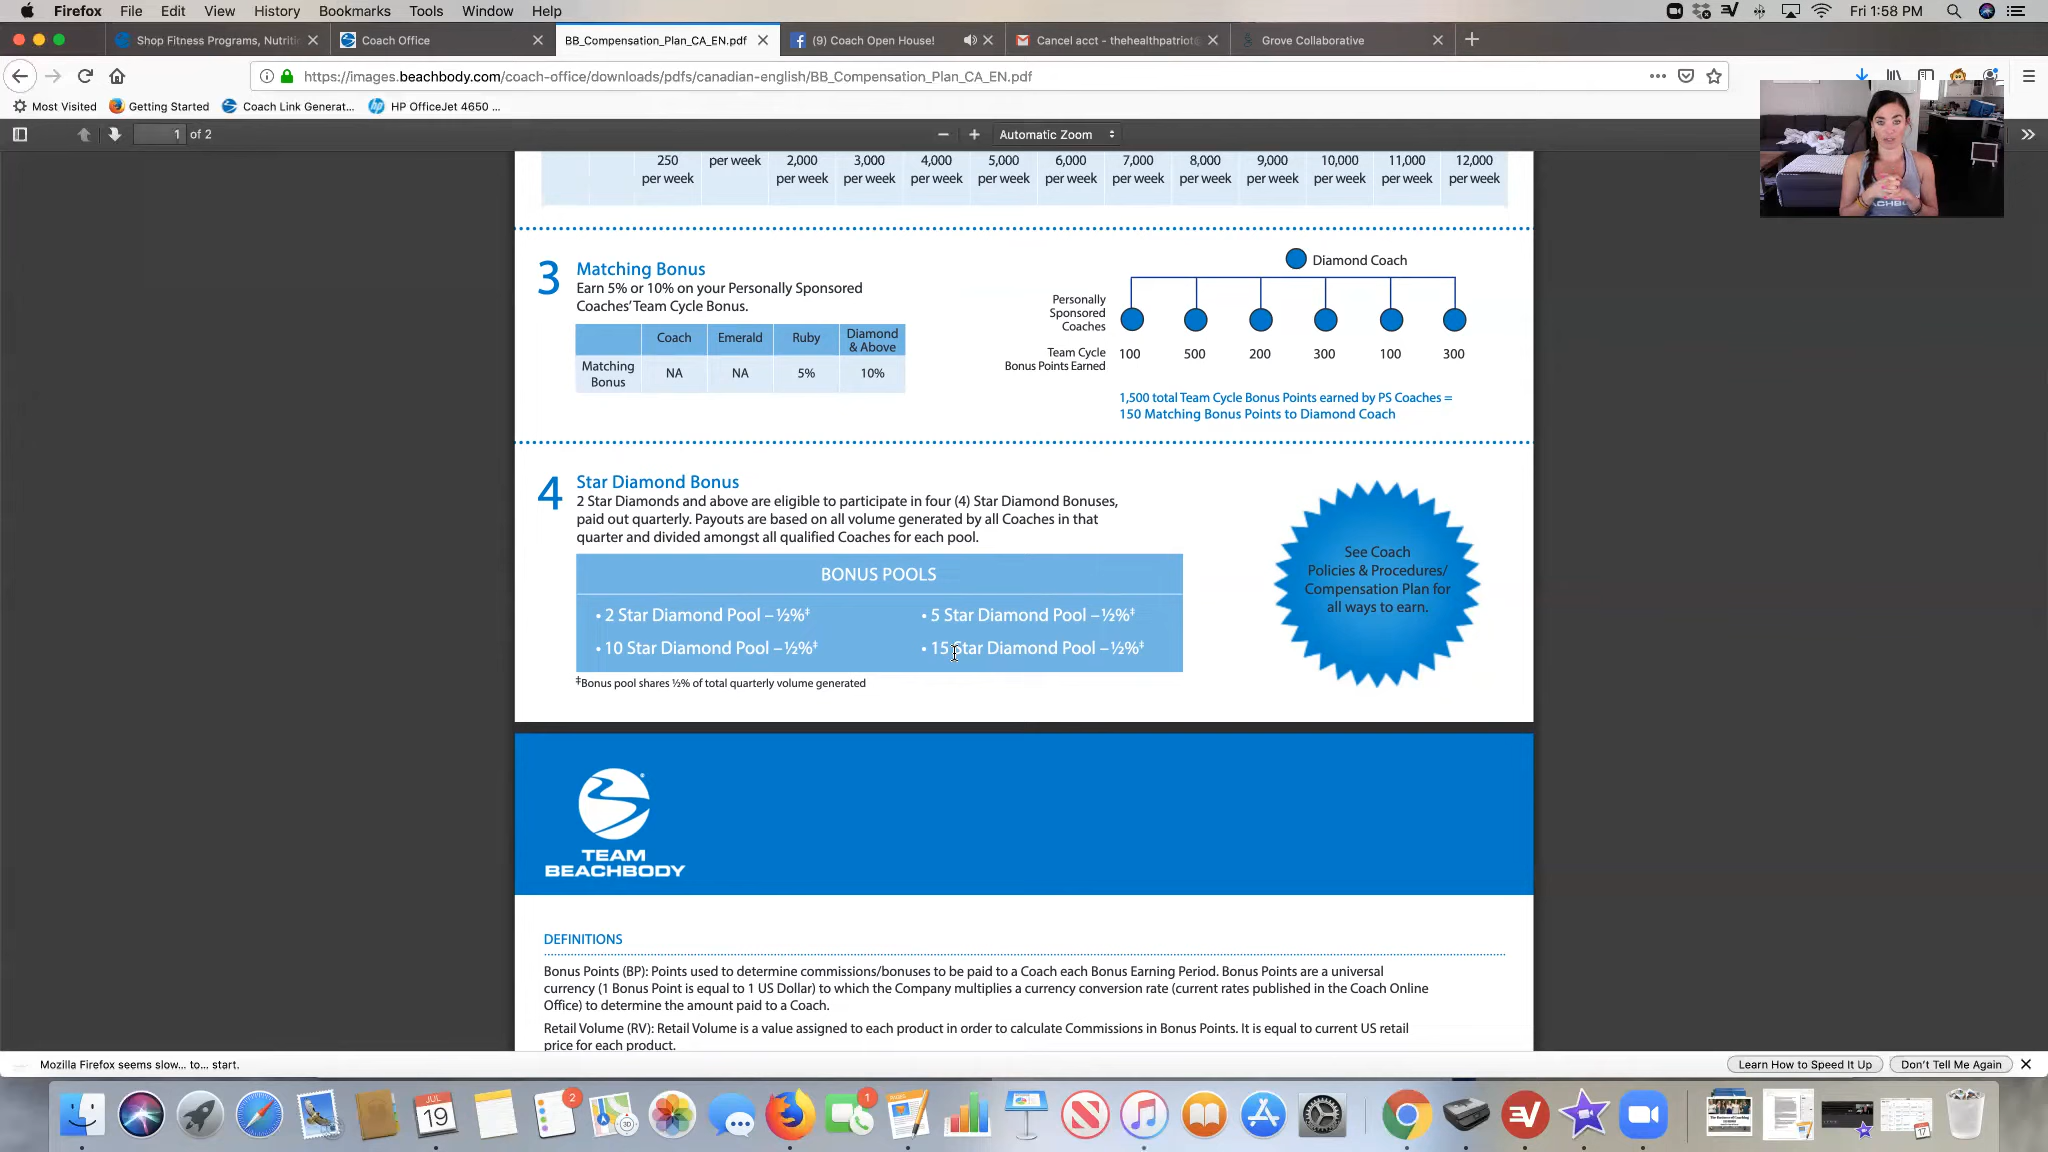 Firefox File Edit View History Bookmarks Tools Window Help Fri 1:58 PM
Shop Fitness Programs, Nutriti Coach Office BB_Compensation_Plan_CA_EN.pdf (9) Coach Open House! Cancel acct - thehealthpatriot@ Grove Collaborative
https://images.beachbody.com/coach-office/downloads/pdfs/canadian-english/BB_Compensation_Plan_CA_EN.pdf
Most Visited Getting Started Coach Link Generat... HP OfficeJet 4650 ...
1 of 2 Automatic Zoom
250 per week 2,000 3,000 4,000 5,000 6,000 7,000 8,000 9,000 10,000 11,000 12,000
per week per week per week per week per week per week per week per week per week per week per week per week
3 Matching Bonus
Earn 5% or 10% on your Personally Sponsored
Coaches' Team Cycle Bonus.
Coach Emerald Ruby Diamond
& Above
Matching
Bonus NA NA 5% 10%
Diamond Coach
Personally
Sponsored
Coaches
Team Cycle
Bonus Points Earned 100 500 200 300 100 300
1,500 total Team Cycle Bonus Points earned by PS Coaches =
150 Matching Bonus Points to Diamond Coach
4 Star Diamond Bonus
2 Star Diamonds and above are eligible to participate in four (4) Star Diamond Bonuses,
paid out quarterly. Payouts are based on all volume generated by all Coaches in that
quarter and divided amongst all qualified Coaches for each pool.
BONUS POOLS
• 2 Star Diamond Pool – ½%‡ • 5 Star Diamond Pool – ½%‡
• 10 Star Diamond Pool – ½%‡ • 15 Star Diamond Pool – ½%‡
‡Bonus pool shares ½% of total quarterly volume generated
See Coach
Policies & Procedures/
Compensation Plan for
all ways to earn.
TEAM
BEACHBODY
DEFINITIONS
Bonus Points (BP): Points used to determine commissions/bonuses to be paid to a Coach each Bonus Earning Period. Bonus Points are a universal
currency (1 Bonus Point is equal to 1 US Dollar) to which the Company multiplies a currency conversion rate (current rates published in the Coach Online
Office) to determine the amount paid to a Coach.
Retail Volume (RV): Retail Volume is a value assigned to each product in order to calculate Commissions in Bonus Points. It is equal to current US retail
price for each product.
Mozilla Firefox seems slow... to... start. Learn How to Speed It Up Don't Tell Me Again
JUL
19
2
1
3D
17